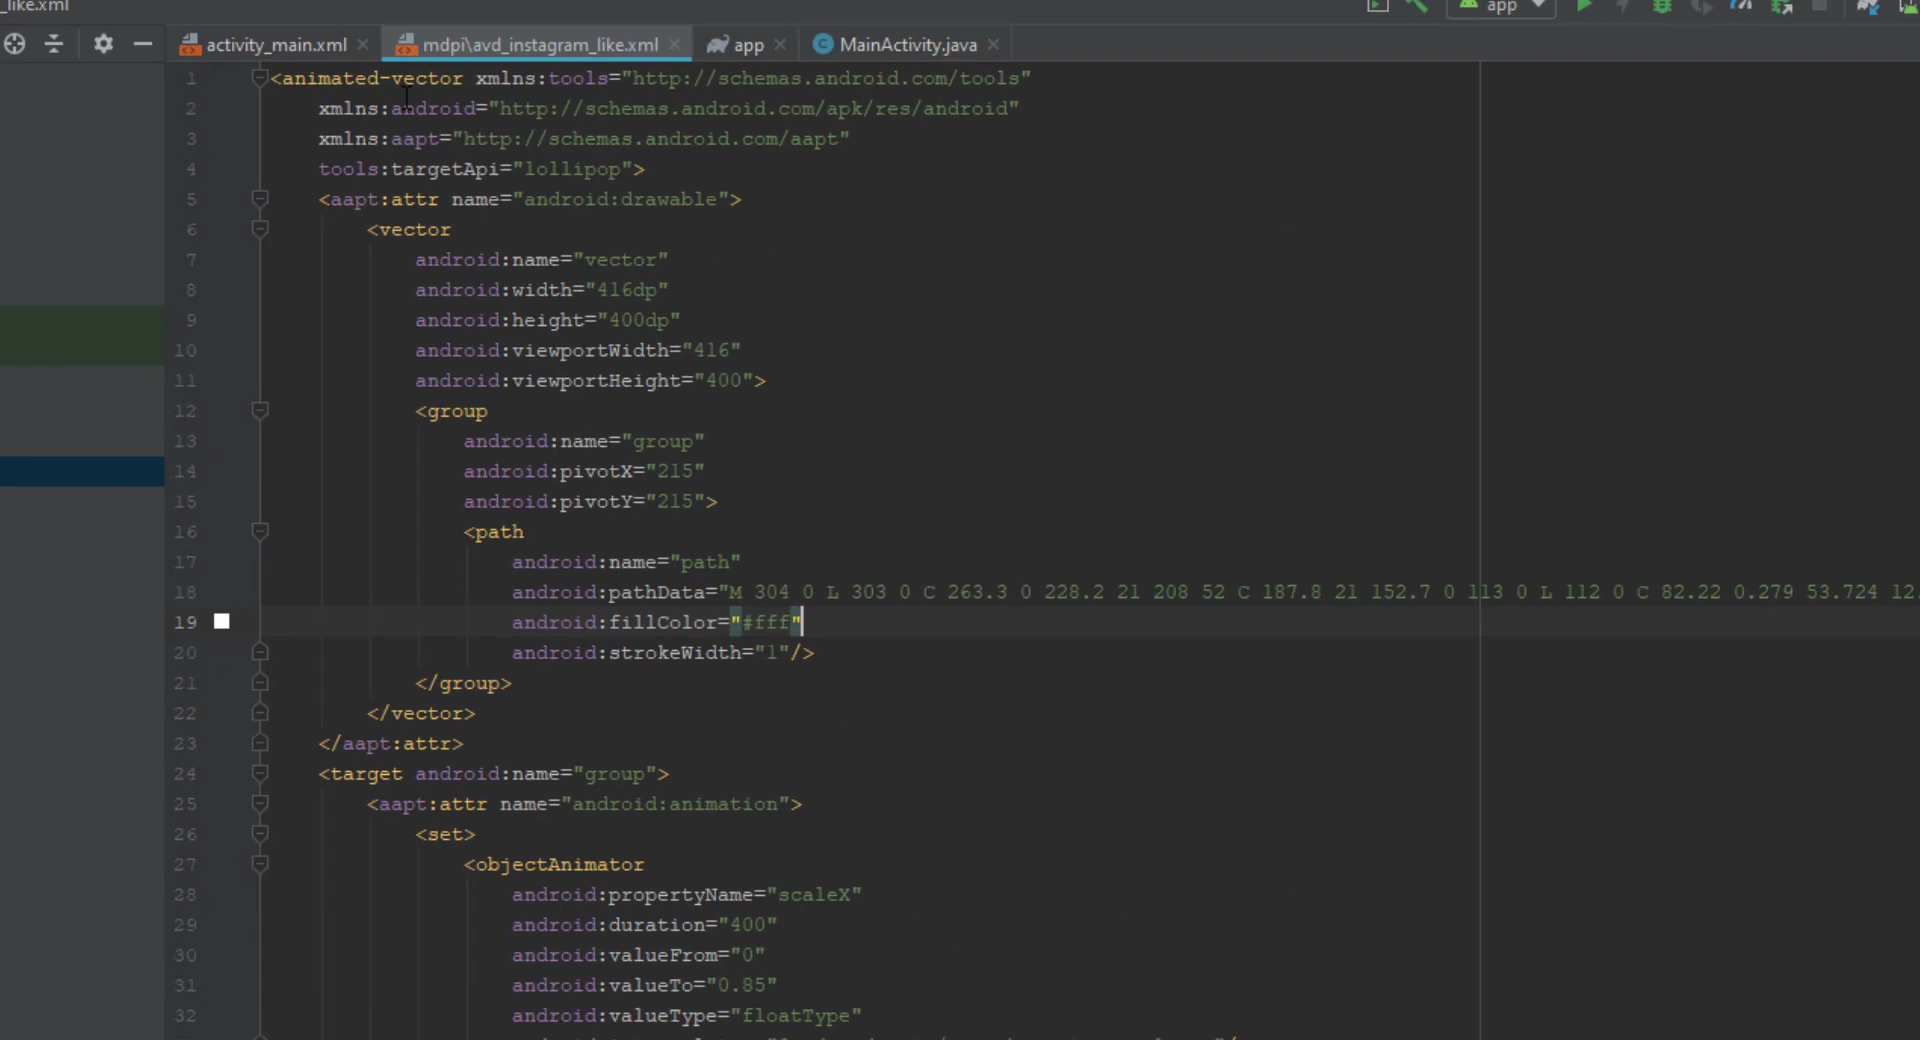 _like.xml
app
activity_main.xml
mdpi\avd_instagram_like.xml
app
MainActivity.java
1 <animated-vector xmlns:tools="http://schemas.android.com/tools"
2 xmlns:android="http://schemas.android.com/apk/res/android"
3 xmlns:aapt="http://schemas.android.com/aapt"
4 tools:targetApi="lollipop">
5 <aapt:attr name="android:drawable">
6 <vector
7 android:name="vector"
8 android:width="416dp"
9 android:height="400dp"
10 android:viewportWidth="416"
11 android:viewportHeight="400">
12 <group
13 android:name="group"
14 android:pivotX="215"
15 android:pivotY="215">
16 <path
17 android:name="path"
18 android:pathData="M 304 0 L 303 0 C 263.3 0 228.2 21 208 52 C 187.8 21 152.7 0 113 0 L 112 0 C 82.22 0.279 53.724 12.
19 android:fillColor="#fff"
20 android:strokeWidth="1"/>
21 </group>
22 </vector>
23 </aapt:attr>
24 <target android:name="group">
25 <aapt:attr name="android:animation">
26 <set>
27 <objectAnimator
28 android:propertyName="scaleX"
29 android:duration="400"
30 android:valueFrom="0"
31 android:valueTo="0.85"
32 android:valueType="floatType"